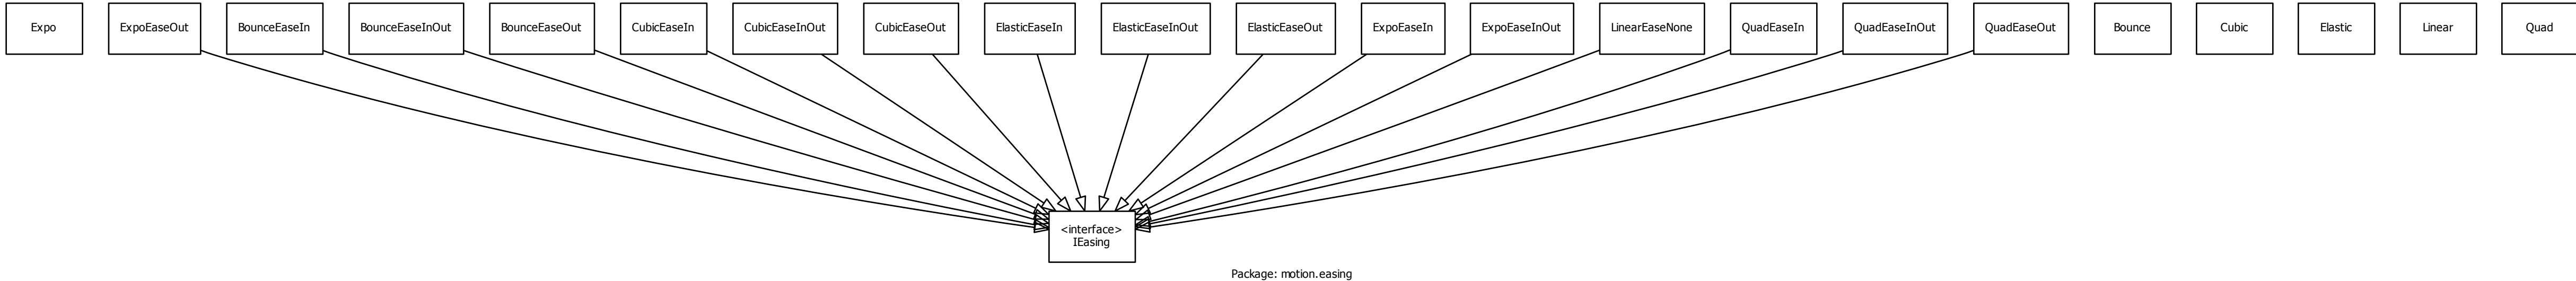 Expo
ExpoEaseOut
BounceEaseIn
BounceEaseInOut
BounceEaseOut
CubicEaseIn
CubicEaseInOut
CubicEaseOut
ElasticEaseIn
ElasticEaseInOut
ElasticEaseOut
ExpoEaseIn
ExpoEaseInOut
LinearEaseNone
QuadEaseIn
QuadEaseInOut
QuadEaseOut
Bounce
Cubic
Elastic
Linear
Quad
<interface>
IEasing
Package: motion.easing